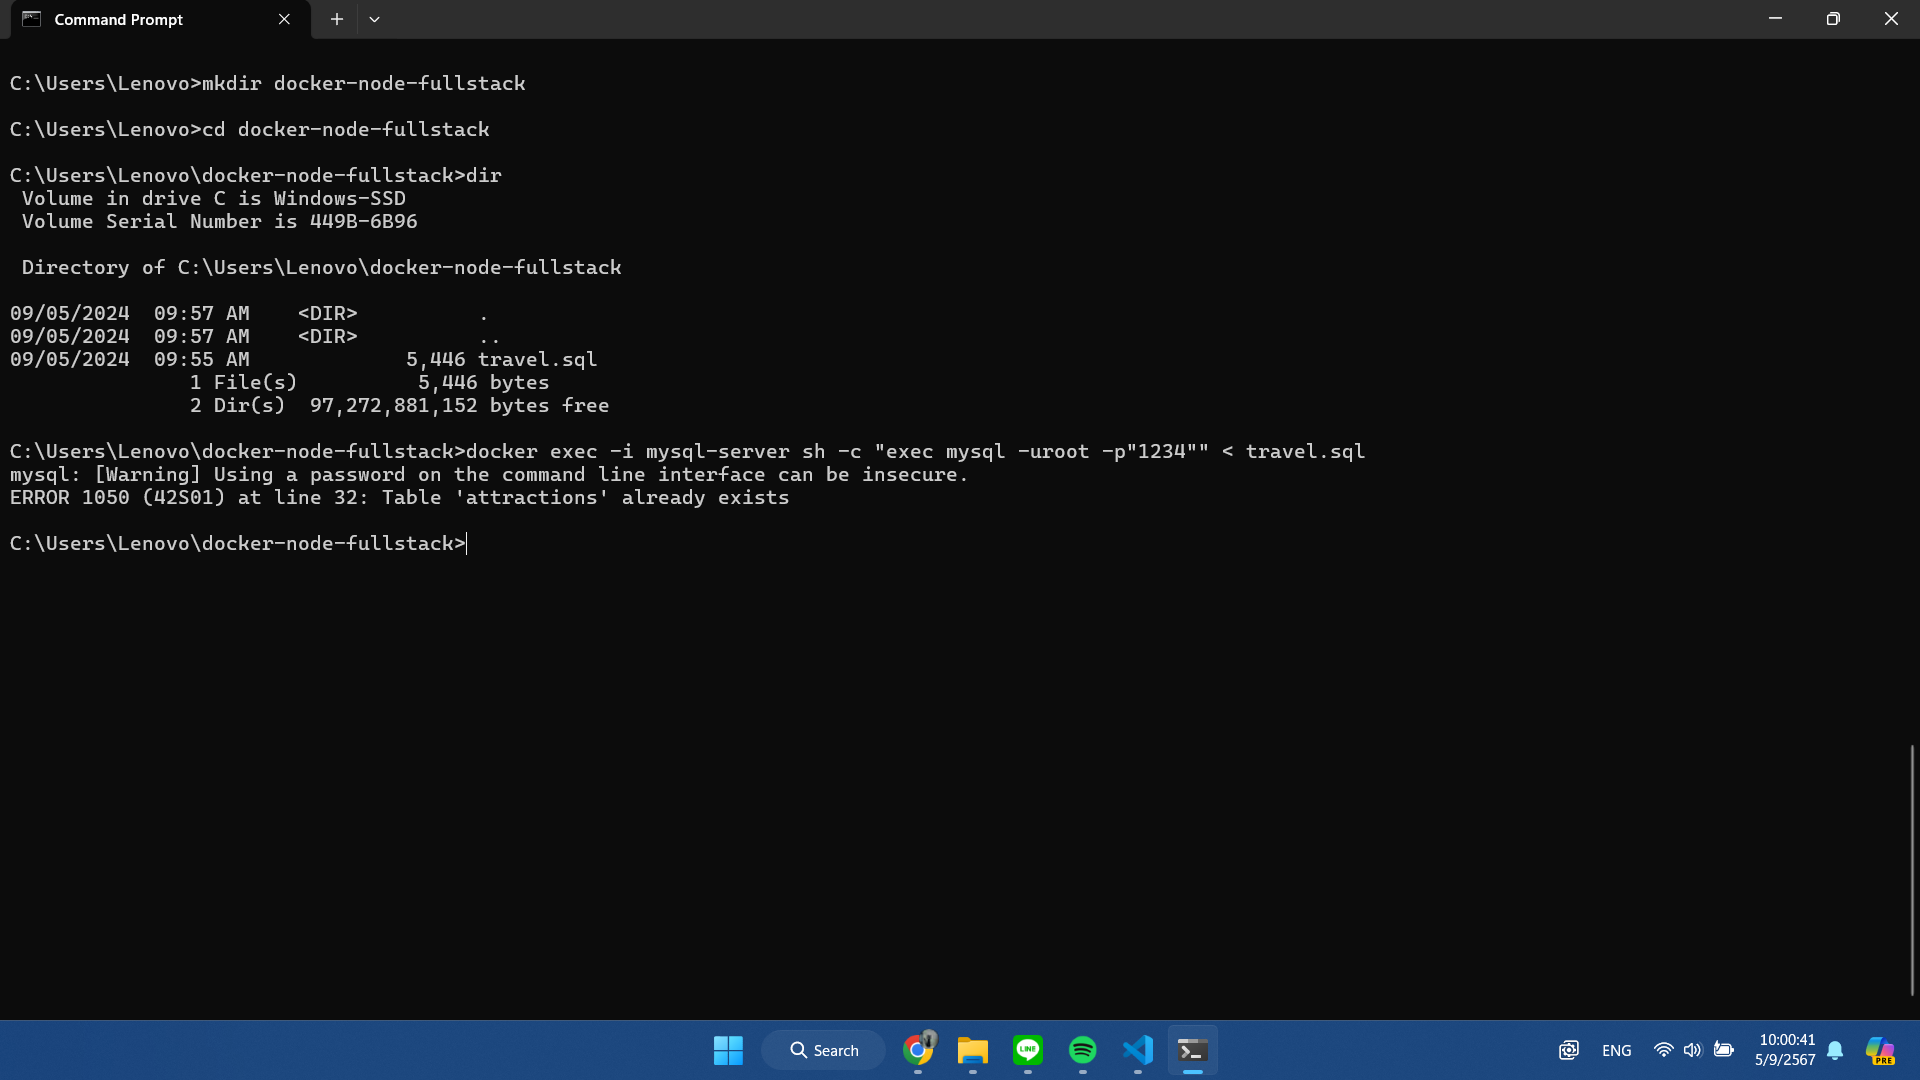 Command Prompt
C:\Users\Lenovo>mkdir docker-node-fullstack
C:\Users\Lenovo>cd docker-node-fullstack
C:\Users\Lenovo\docker-node-fullstack>dir
Volume in drive C is Windows-SSD
Volume Serial Number is 449B-6B96
Directory of C:\Users\Lenovo\docker-node-fullstack
09/05/2024  09:57 AM    <DIR>          .
09/05/2024  09:57 AM    <DIR>          ..
09/05/2024  09:55 AM             5,446 travel.sql
1 File(s)          5,446 bytes
2 Dir(s)  97,272,881,152 bytes free
C:\Users\Lenovo\docker-node-fullstack>docker exec -i mysql-server sh -c "exec mysql -uroot -p"1234"" < travel.sql
mysql: [Warning] Using a password on the command line interface can be insecure.
ERROR 1050 (42S01) at line 32: Table 'attractions' already exists
C:\Users\Lenovo\docker-node-fullstack>
Search
LINE
ENG
10:00:41
5/9/2567
PRE